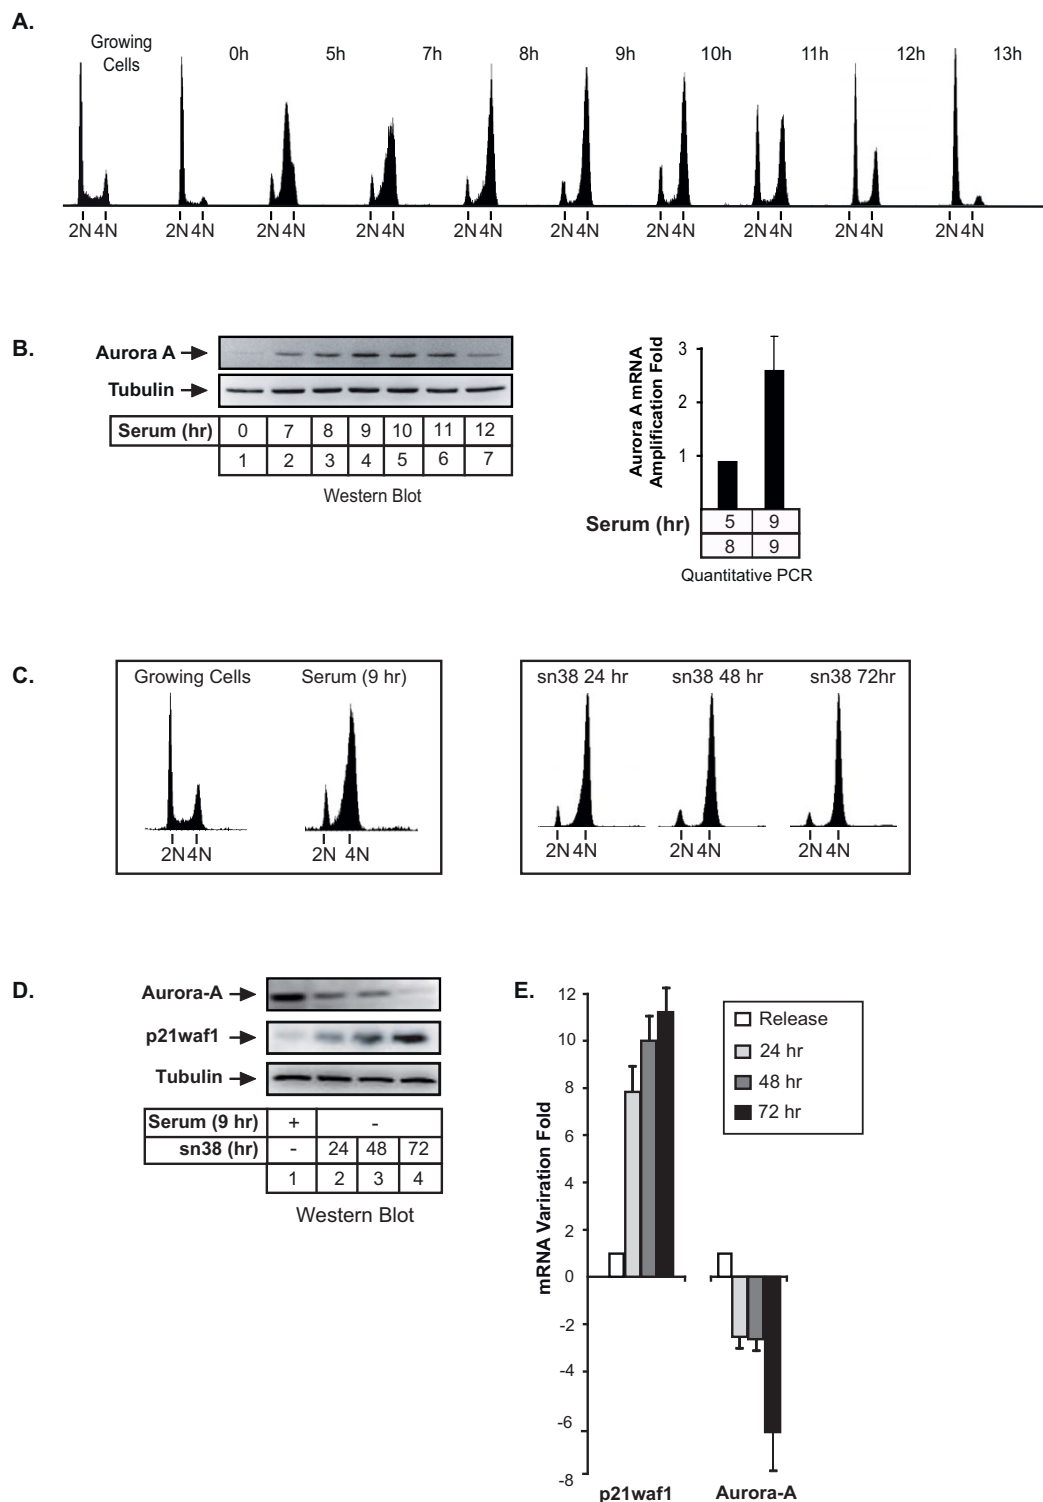 A.
Growing
Cells
0h 5h 7h 8h 9h 10h 11h 12h 13h
2N 4N 2N 4N 2N 4N 2N 4N 2N 4N 2N 4N 2N 4N 2N 4N 2N 4N 2N 4N
B.
Aurora A
Tubulin
Serum (hr) 0 7 8 9 10 11 12
1 2 3 4 5 6 7
Western Blot
Aurora A mRNA
Amplification Fold
3
2
1
Serum (hr) 5 9
8 9
Quantitative PCR
C.
Growing Cells Serum (9 hr)
2N 4N 2N 4N
sn38 24 hr sn38 48 hr sn38 72hr
2N 4N 2N 4N 2N 4N
D.
Aurora-A
p21waf1
Tubulin
Serum (9 hr) + -
sn38 (hr) - 24 48 72
1 2 3 4
Western Blot
E.
mRNA Variration Fold
12
10
8
6
4
2
0
-2
-4
-6
-8
Release
24 hr
48 hr
72 hr
p21waf1 Aurora-A